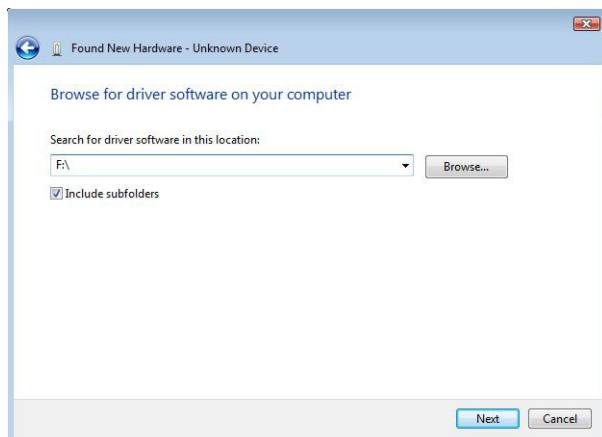 Found New Hardware - Unknown Device
Browse for driver software on your computer
Search for driver software in this location:
F:\
Browse...
Include subfolders
Next
Cancel